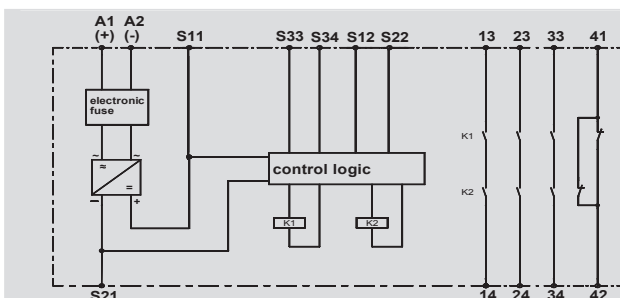 A1 A2
(+) (-) S11 S33 S34 S12 S22 13 23 33 41
electronic
fuse
~ ~
≈
=
− +
control logic
K1
K2
K1 K2
S21 14 24 34 42